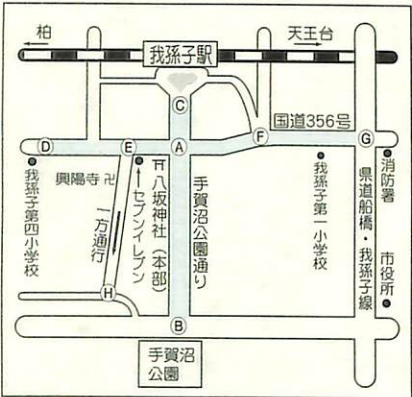 柏
天王台
我孫子駅
C
国道356号
D
E
A
F
G
我孫子第四小学校
興陽寺
卍
一方通行
セブンイレブン
八坂神社(本部)
手賀沼公園通り
我孫子第一小学校
県道船橋・我孫子線
消防署
市役所
H
B
手賀沼
公園